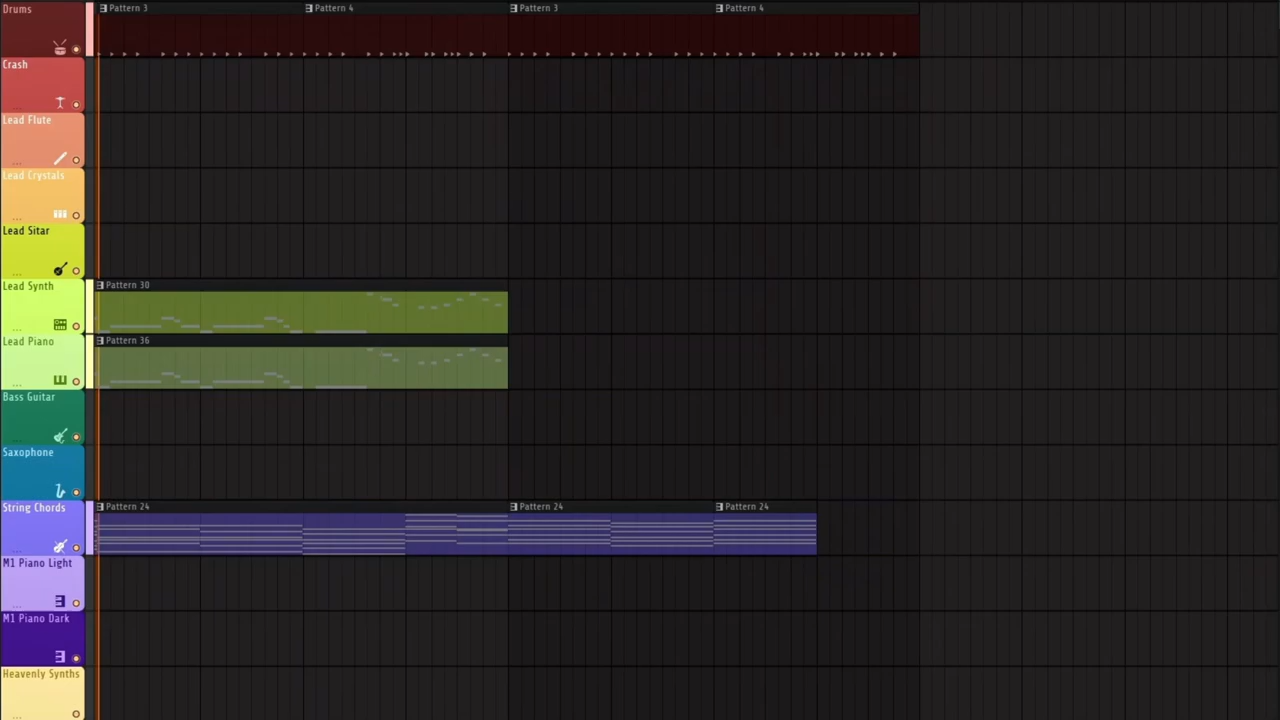 Drums
Pattern 3
Pattern 4
Pattern 3
Pattern 4
Crash
Lead Flute
Lead Crystals
Lead Sitar
Lead Synth
Pattern 30
Lead Piano
Pattern 36
Bass Guitar
Saxophone
String Chords
Pattern 24
Pattern 24
Pattern 24
M1 Piano Light
M1 Piano Dark
Heavenly Synths